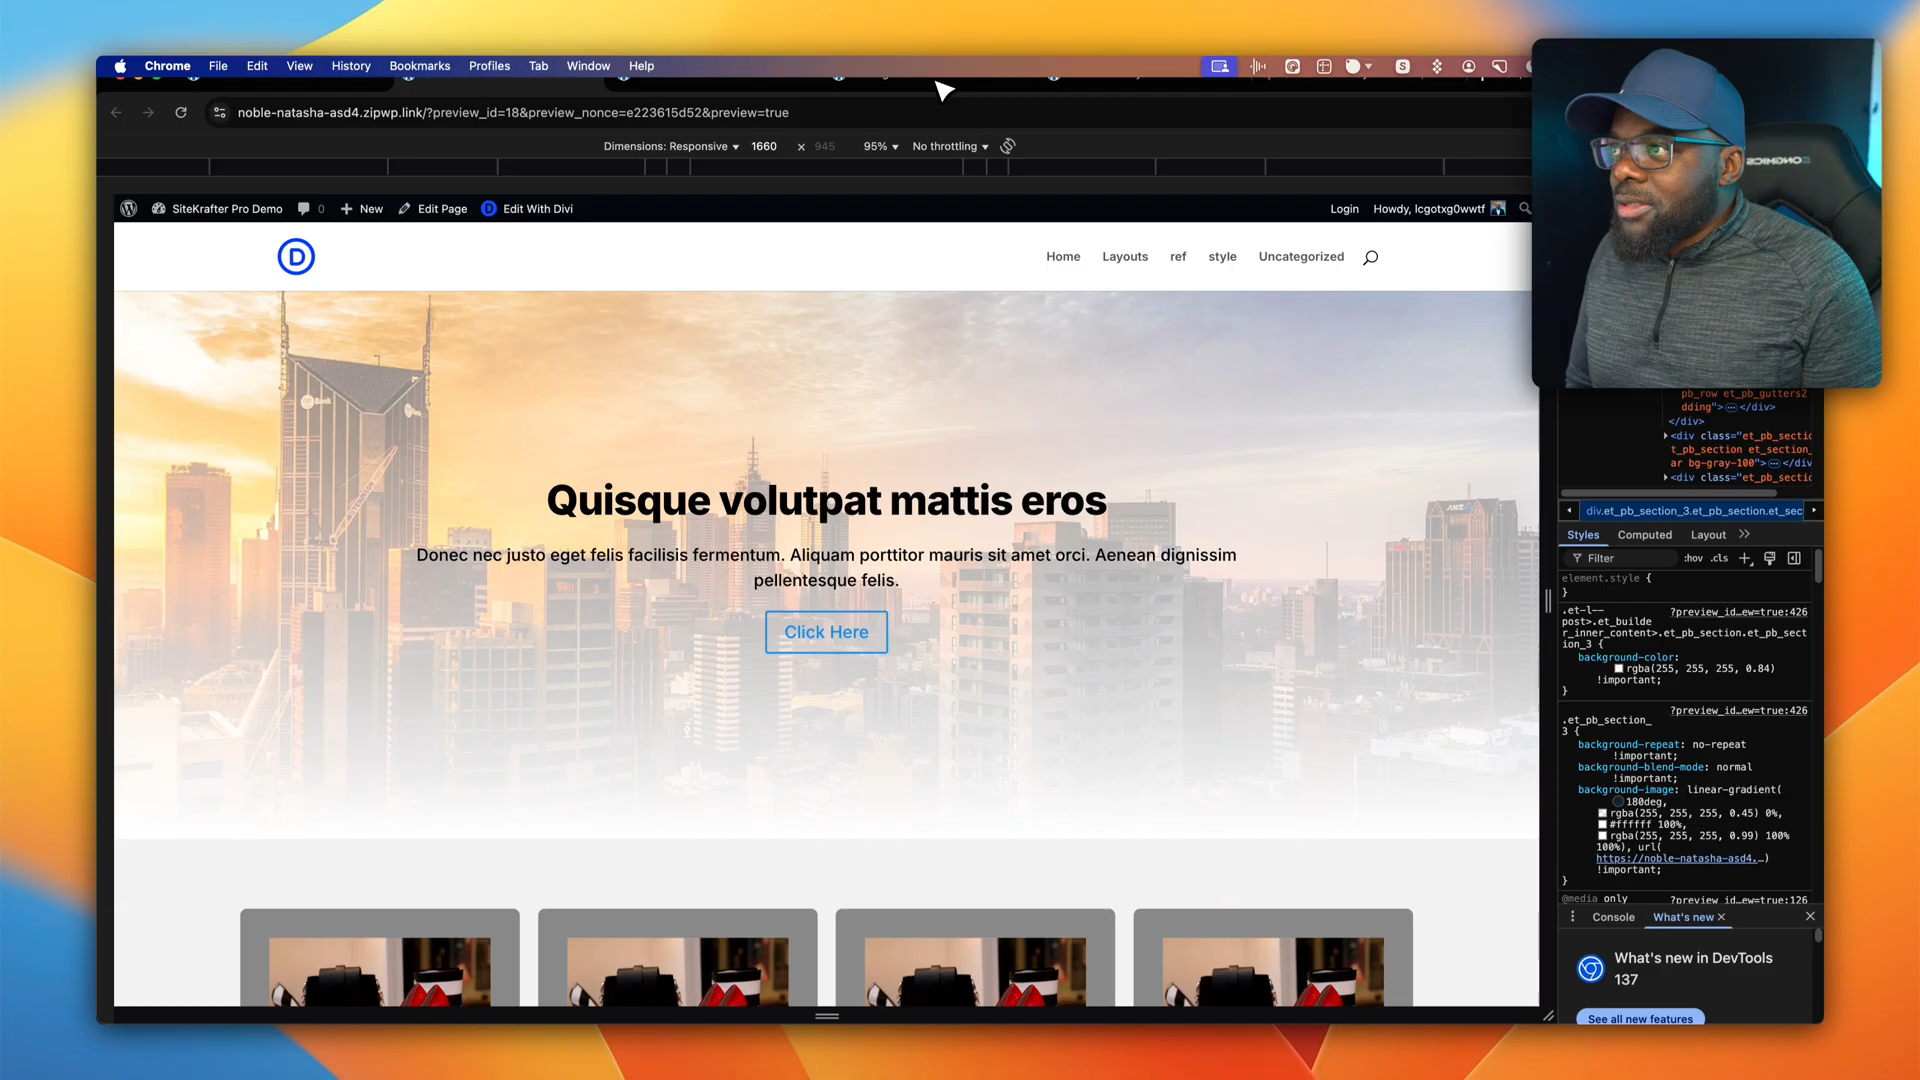 Chrome File Edit View History Bookmarks Profiles Tab Window Help
noble-natasha-asd4.zipwp.link/?preview_id=18&preview_nonce=e223615d52&preview=true
Dimensions: Responsive 1660 × 945 95% No throttling
SiteKrafter Pro Demo 0 New Edit Page Edit With Divi Login Howdy, lcgotxg0wwtf
D Home Layouts ref style Uncategorized
Quisque volutpat mattis eros
Donec nec justo eget felis facilisis fermentum. Aliquam porttitor mauris sit amet orci. Aenean dignissim
pellentesque felis.
Click Here
pb_row et_pb_gutters2
dding"> </div>
</div>
<div class="et_pb_sectio
t_pb_section et_section_
ar bg-gray-100"> </div
<div class="et_pb_sectio
div.et_pb_section_3.et_pb_section.et_sec
Styles Computed Layout
Filter :hov .cls
element.style {
}
.et-l-- ?preview_id…ew=true:426
post>.et_builde
r_inner_content>.et_pb_section.et_pb_sect
ion_3 {
background-color:
rgba(255, 255, 255, 0.84)
!important;
}
?preview_id…ew=true:426
.et_pb_section_
3 {
background-repeat: no-repeat
!important;
background-blend-mode: normal
!important;
background-image: linear-gradient(
180deg,
rgba(255, 255, 255, 0.45) 0%,
#ffffff 100%,
rgba(255, 255, 255, 0.99) 100%
100%), url(
https://noble-natasha-asd4.…)
!important;
}
@media only ?preview_id…ew=true:126
Console What's new
What's new in DevTools
137
See all new features